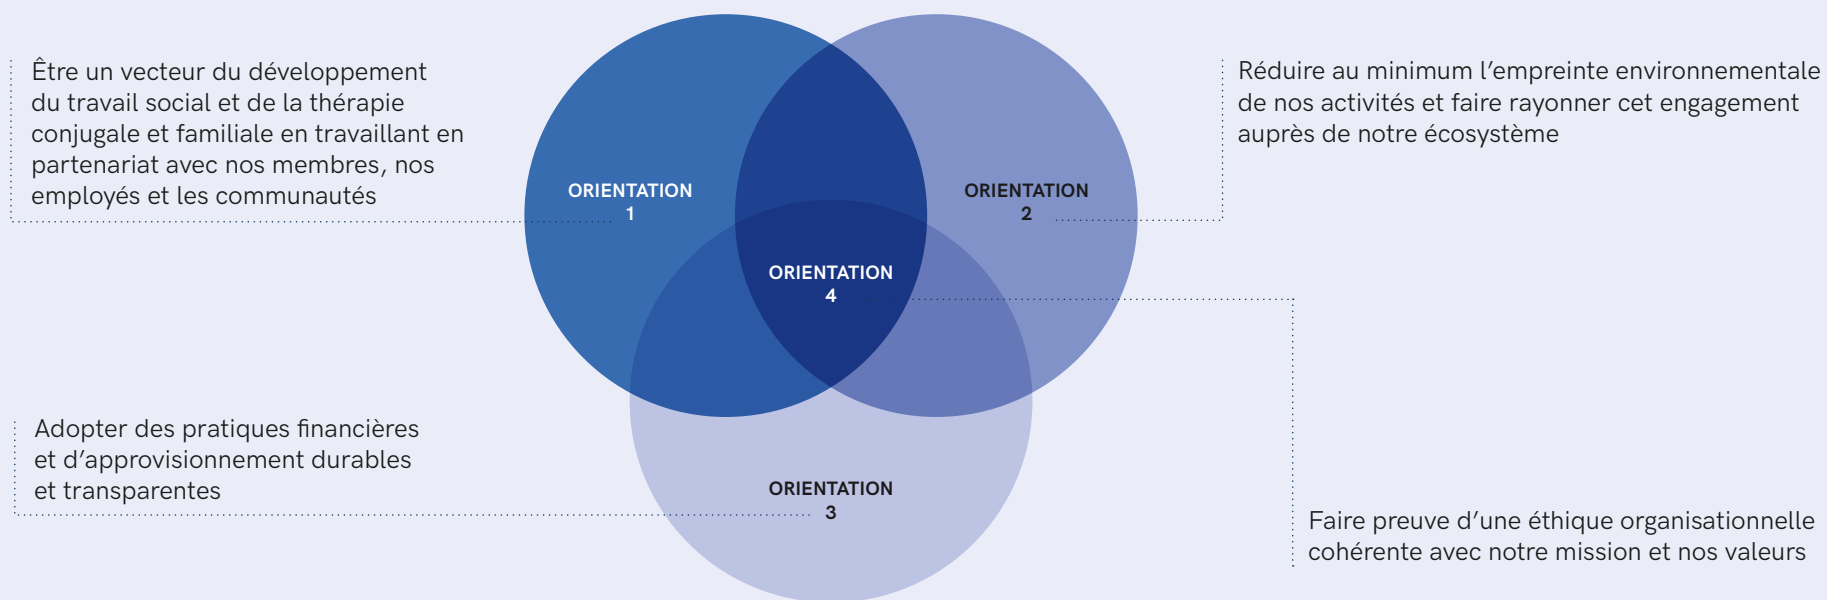 Être un vecteur du développement
du travail social et de la thérapie
conjugale et familiale en travaillant en
partenariat avec nos membres, nos
employés et les communautés
ORIENTATION
1
ORIENTATION
2
Réduire au minimum l’empreinte environnementale
de nos activités et faire rayonner cet engagement
auprès de notre écosystème
ORIENTATION
4
Adopter des pratiques financières
et d’approvisionnement durables
et transparentes
ORIENTATION
3
Faire preuve d’une éthique organisationnelle
cohérente avec notre mission et nos valeurs